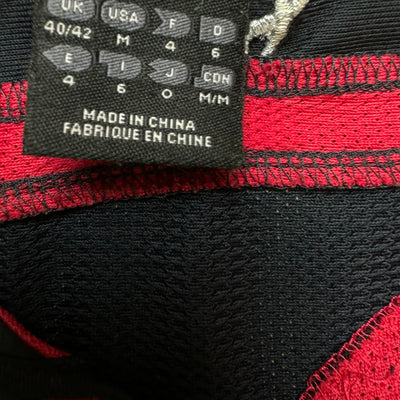 UK USA F D
40/42 M 4 6
E I J CDN
4 6 O M/M
MADE IN CHINA
FABRIQUE EN CHINE